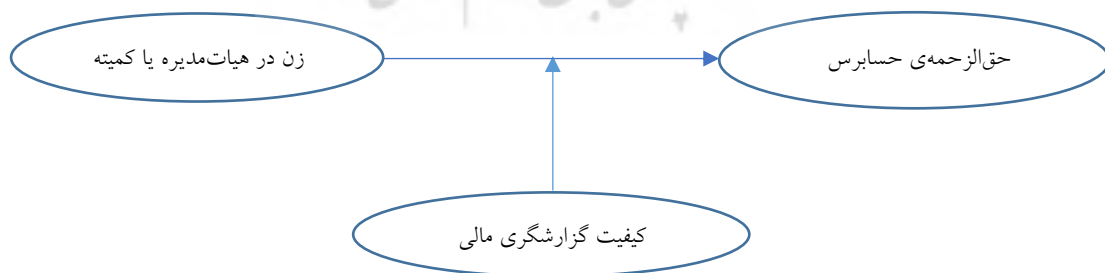 حق‌الزحمه‌ی حسابرس
زن در هیات‌مدیره یا کمیته
کیفیت گزارشگری مالی